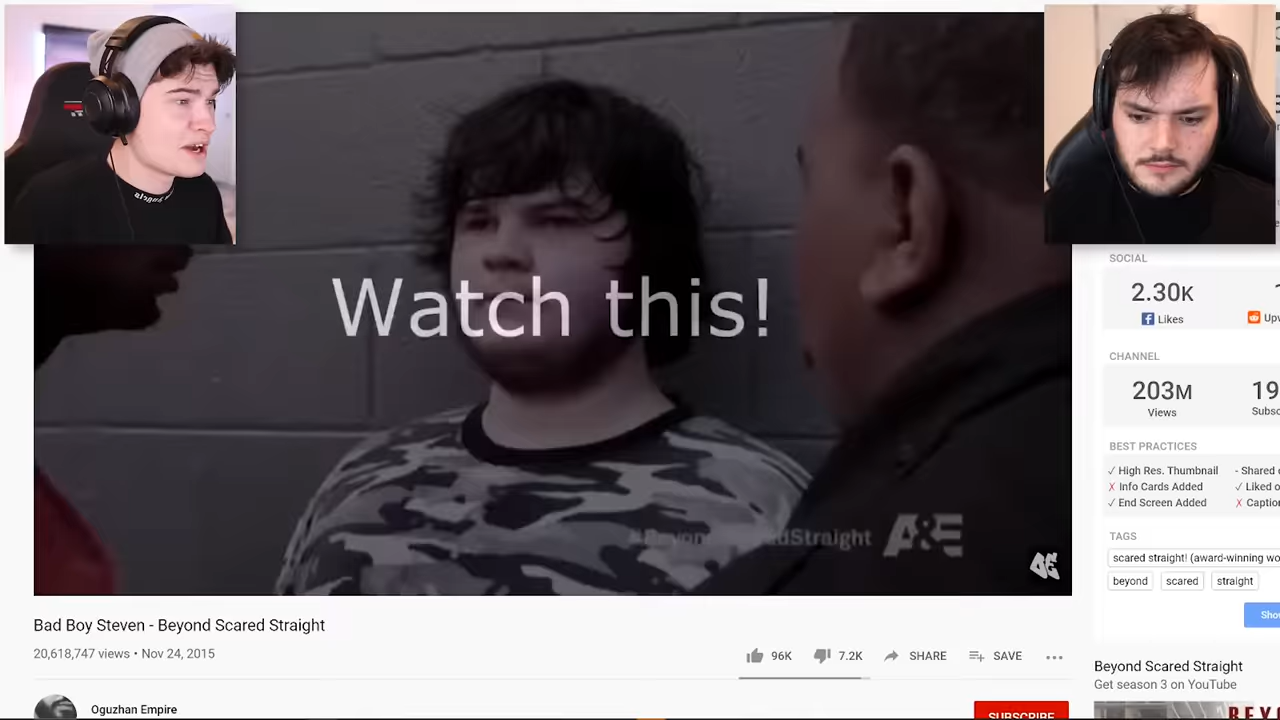 Watch this!
A&E
Bad Boy Steven - Beyond Scared Straight
20,618,747 views • Nov 24, 2015
96K
7.2K
SHARE
SAVE
Oguzhan Empire
SUBSCRIBE
SOCIAL
2.30K
Likes
CHANNEL
203M
Views
BEST PRACTICES
✓ High Res. Thumbnail
✗ Info Cards Added
✓ End Screen Added
TAGS
scared straight! (award-winning
beyond scared straight
Beyond Scared Straight
Get season 3 on YouTube